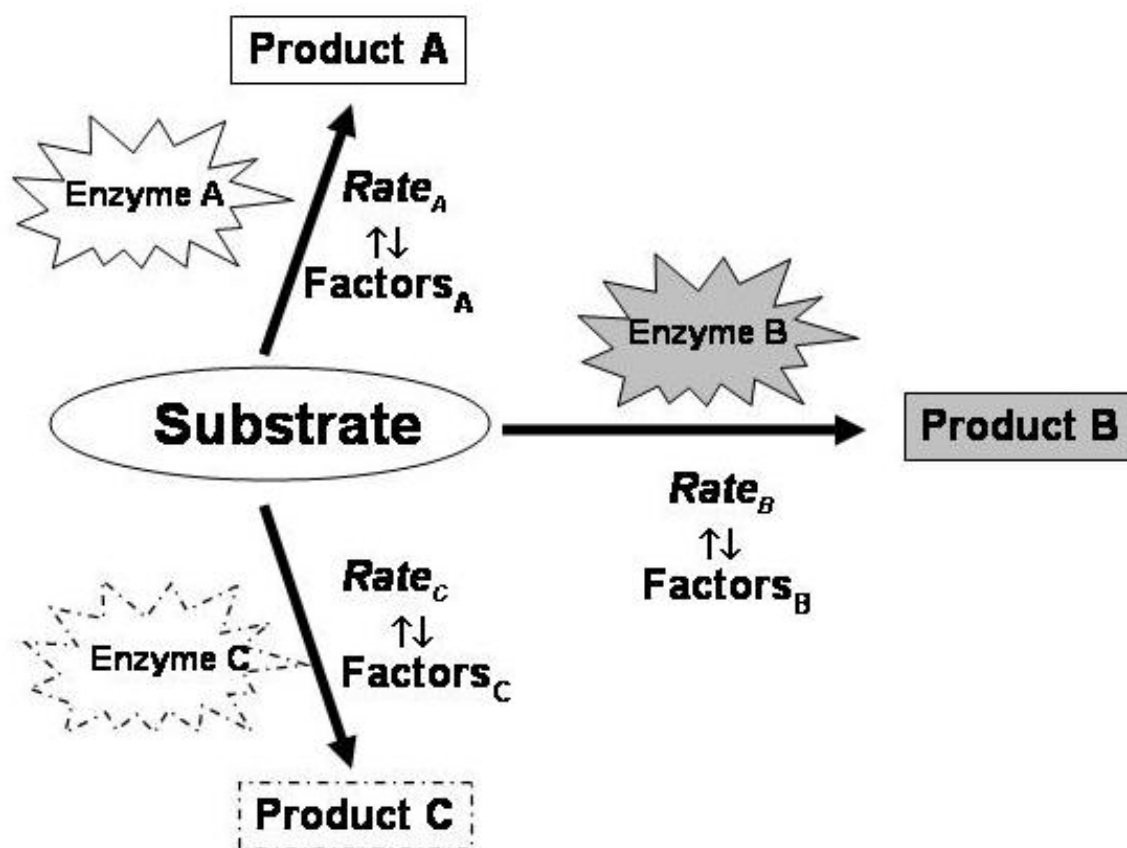 Product A
Enzyme A
Rate_A
↑↓
Factors_A
Enzyme B
Substrate
Product B
Rate_B
↑↓
Factors_B
Rate_C
↑↓
Enzyme C
Factors_C
Product C